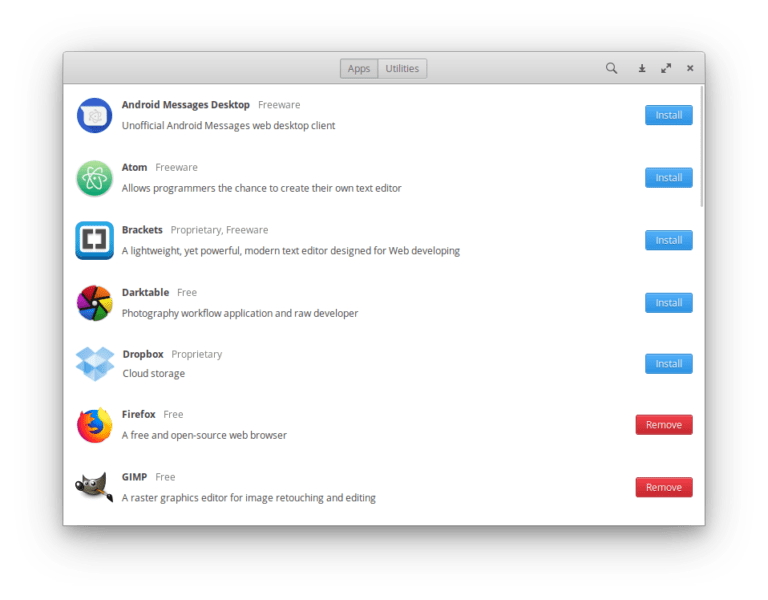 Apps Utilities
Android Messages Desktop Freeware
Unofficial Android Messages web desktop client
Install
Atom Freeware
Allows programmers the chance to create their own text editor
Install
Brackets Proprietary, Freeware
A lightweight, yet powerful, modern text editor designed for Web developing
Install
Darktable Free
Photography workflow application and raw developer
Install
Dropbox Proprietary
Cloud storage
Install
Firefox Free
A free and open-source web browser
Remove
GIMP Free
A raster graphics editor for image retouching and editing
Remove